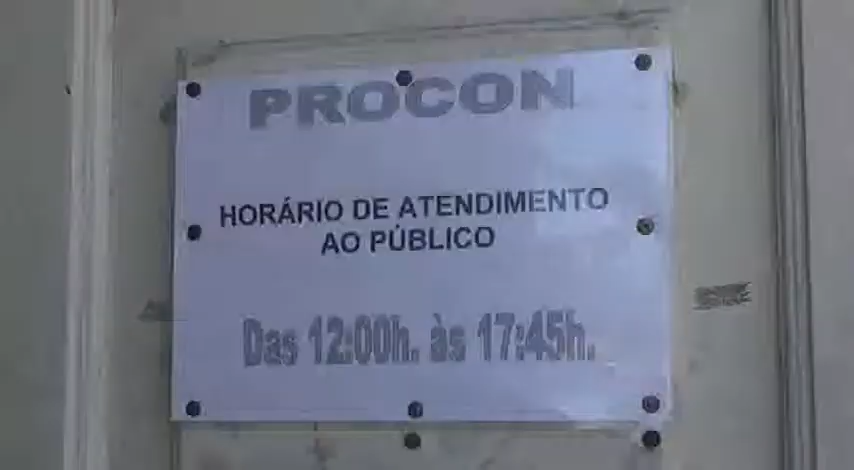 PROCON
HORÁRIO DE ATENDIMENTO
AO PÚBLICO
Das 12:00h. às 17:45h.